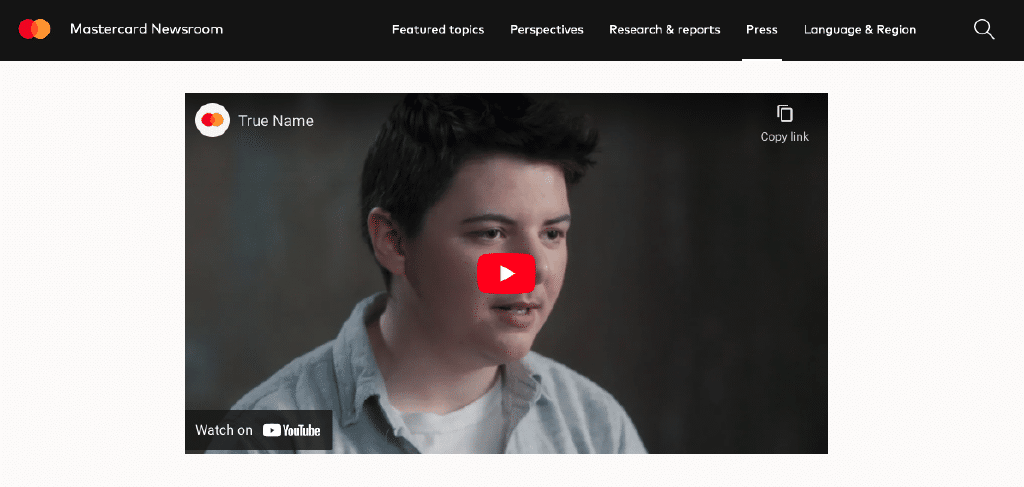 Mastercard Newsroom
Featured topics Perspectives Research & reports Press Language & Region
True Name
Copy link
Watch on YouTube